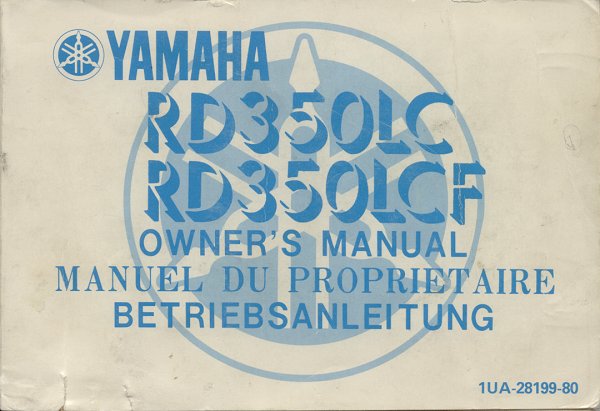 YAMAHA
RD350LC
RD350LCF
OWNER'S MANUAL
MANUEL DU PROPRIETAIRE
BETRIEBSANLEITUNG
1UA-28199-80